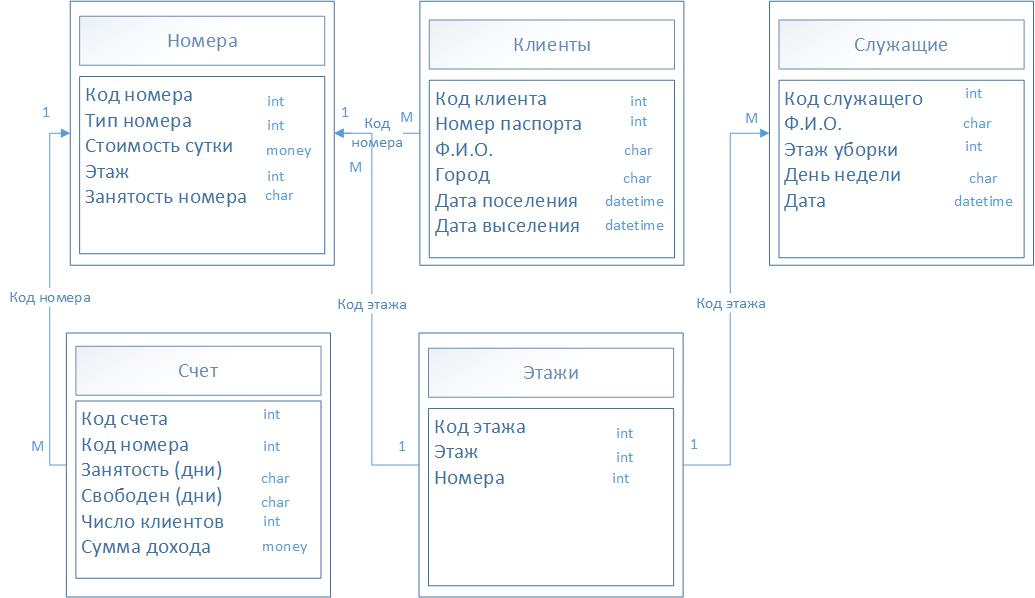 Номера
Код номера int
Тип номера int
Стоимость сутки money
Этаж int
Занятость номера char
1
1
М
Код
номера
М
Клиенты
Код клиента int
Номер паспорта int
Ф.И.О. char
Город char
Дата поселения datetime
Дата выселения datetime
М
Служащие
Код служащего int
Ф.И.О. char
Этаж уборки int
День недели char
Дата datetime
Код номера
Код этажа
Код этажа
М
Счет
Код счета int
Код номера int
Занятость (дни) char
Свободен (дни) char
Число клиентов int
Сумма дохода money
1
Этажи
Код этажа int
Этаж int
Номера int
1